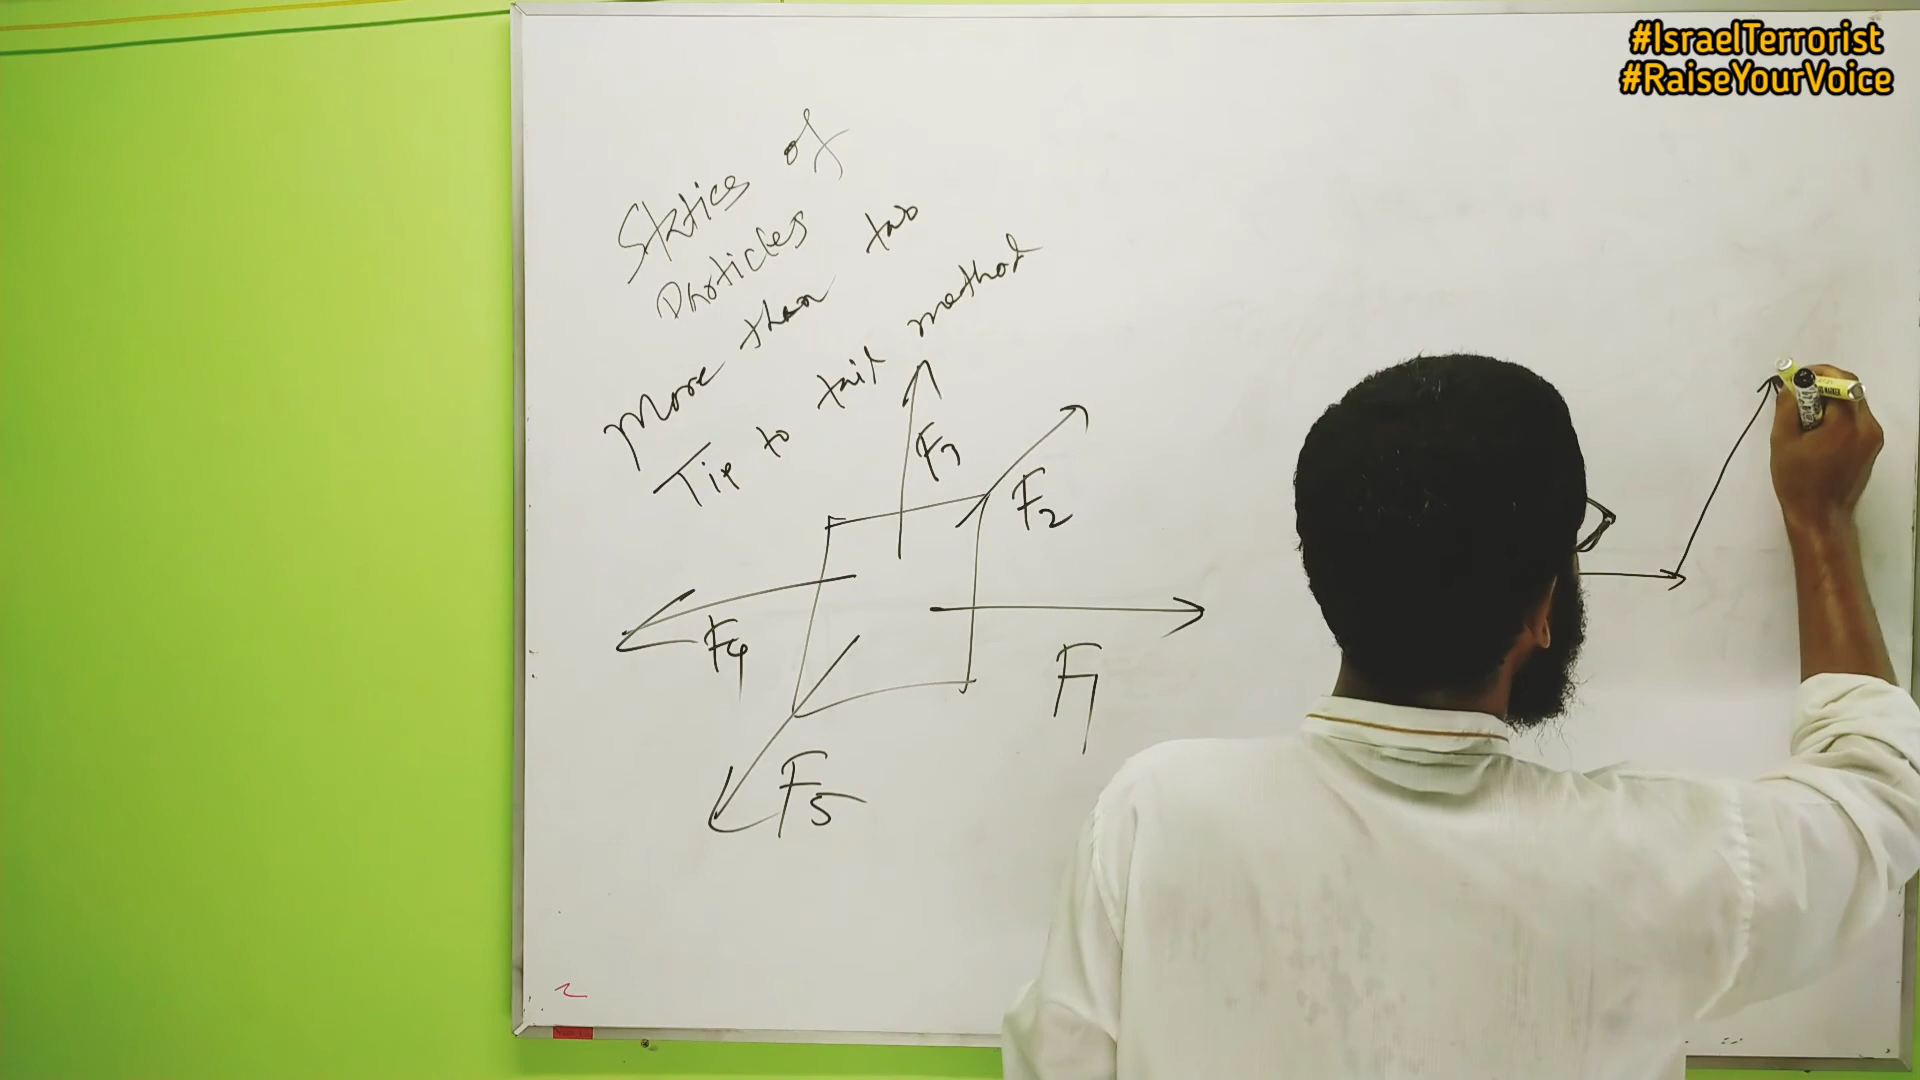 #IsraelTerrorist
#RaiseYourVoice
Statics of
Particles
More than two
Tip to tail method
F3
F2
F4
F1
F5